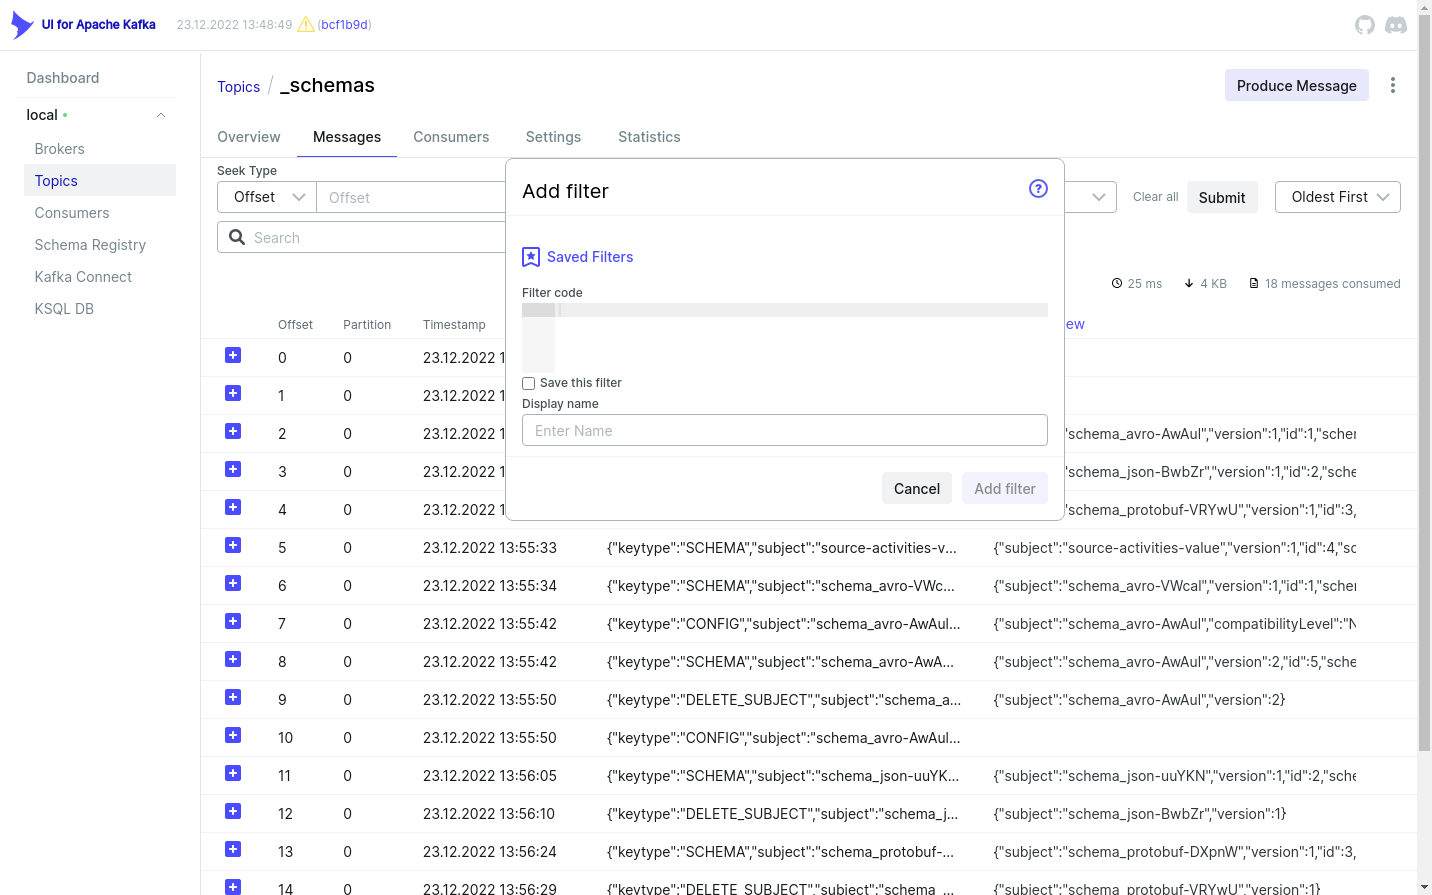 UI for Apache Kafka 23.12.2022 13:48:49 (bcf1b9d)
Dashboard
local
Brokers
Topics
Consumers
Schema Registry
Kafka Connect
KSQL DB
Topics / _schemas
Produce Message
Overview Messages Consumers Settings Statistics
Seek Type
Offset Offset
Clear all Submit Oldest First
Search
25 ms 4 KB 18 messages consumed
Add filter
Saved Filters
Filter code
Save this filter
Display name
Enter Name
Cancel Add filter
Offset Partition Timestamp ew
0 0 23.12.2022 1
1 0 23.12.2022 1
2 0 23.12.2022 1 "schema_avro-AwAul","version":1,"id":1,"scher
3 0 23.12.2022 1 "schema_json-BwbZr","version":1,"id":2,"sche
4 0 23.12.2022 1 "schema_protobuf-VRYwU","version":1,"id":3,
5 0 23.12.2022 13:55:33 {"keytype":"SCHEMA","subject":"source-activities-v... {"subject":"source-activities-value","version":1,"id":4,"sc
6 0 23.12.2022 13:55:34 {"keytype":"SCHEMA","subject":"schema_avro-VWc... {"subject":"schema_avro-VWcal","version":1,"id":1,"scher
7 0 23.12.2022 13:55:42 {"keytype":"CONFIG","subject":"schema_avro-AwAul... {"subject":"schema_avro-AwAul","compatibilityLevel":"N
8 0 23.12.2022 13:55:42 {"keytype":"SCHEMA","subject":"schema_avro-AwA... {"subject":"schema_avro-AwAul","version":2,"id":5,"sche
9 0 23.12.2022 13:55:50 {"keytype":"DELETE_SUBJECT","subject":"schema_a... {"subject":"schema_avro-AwAul","version":2}
10 0 23.12.2022 13:55:50 {"keytype":"CONFIG","subject":"schema_avro-AwAul...
11 0 23.12.2022 13:56:05 {"keytype":"SCHEMA","subject":"schema_json-uuYK... {"subject":"schema_json-uuYKN","version":1,"id":2,"sche
12 0 23.12.2022 13:56:10 {"keytype":"DELETE_SUBJECT","subject":"schema_j... {"subject":"schema_json-BwbZr","version":1}
13 0 23.12.2022 13:56:24 {"keytype":"SCHEMA","subject":"schema_protobuf-... {"subject":"schema_protobuf-DXpnW","version":1,"id":3,
14 0 23.12.2022 13:56:29 {"keytype":"DELETE_SUBJECT","subject":"schema_... {"subject":"schema_protobuf-VRYwU","version":1}